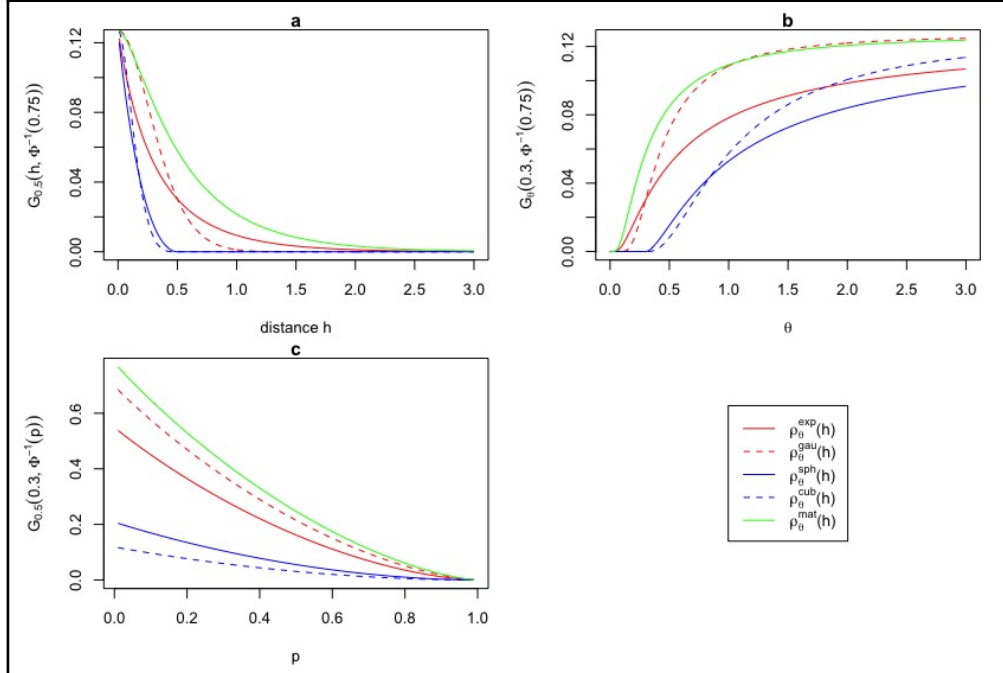 a
G0.5(h, Φ−1(0.75))
0.00 0.04 0.08 0.12
0.0 0.5 1.0 1.5 2.0 2.5 3.0
distance h
b
Gθ(0.3, Φ−1(0.75))
0.00 0.04 0.08 0.12
0.0 0.5 1.0 1.5 2.0 2.5 3.0
θ
c
G0.5(0.3, Φ−1(p))
0.0 0.2 0.4 0.6
0.0 0.2 0.4 0.6 0.8 1.0
p
ρθexp(h)
ρθgau(h)
ρθsph(h)
ρθcub(h)
ρθmat(h)